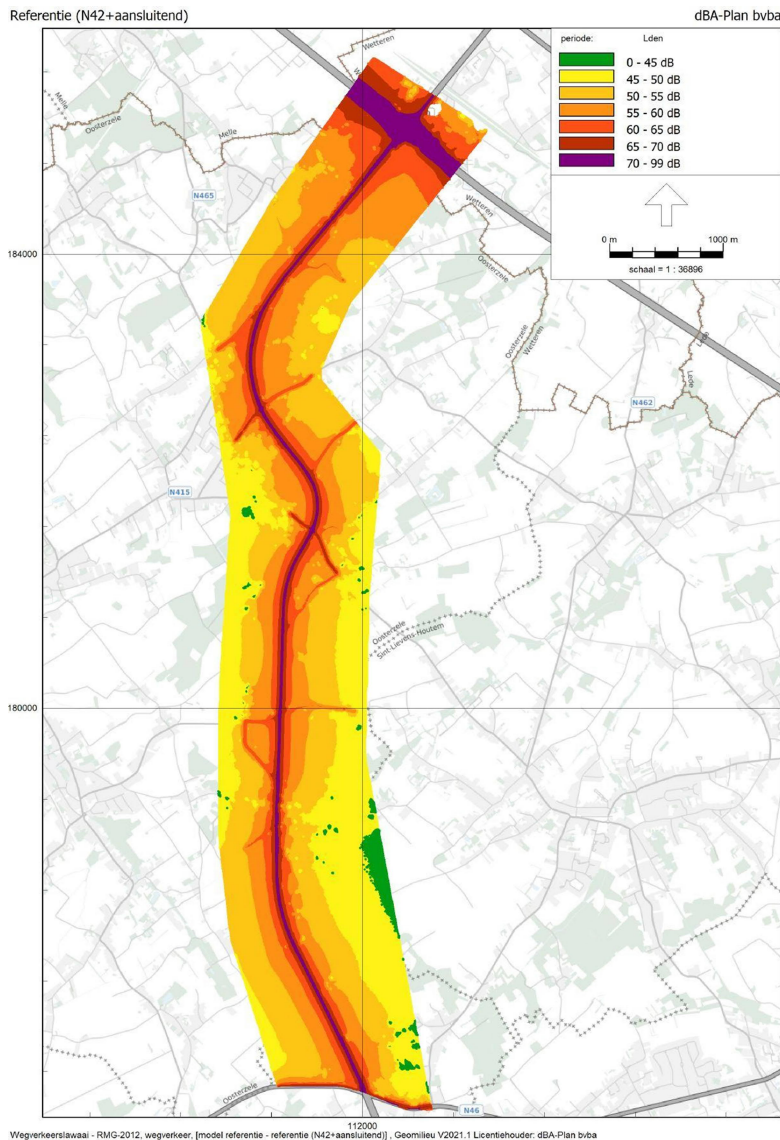 Referentie (N42+aansluitend)
dBA-Plan bvba
periode: Lden
0 - 45 dB
45 - 50 dB
50 - 55 dB
55 - 60 dB
60 - 65 dB
65 - 70 dB
70 - 99 dB
0 m
1000 m
schaal = 1 : 36896
Wetteren
Melle
Oosterzele
Melle
N465
Wetteren
184000
Oosterzele
Oosterzele
Wetteren
Lede
Lede
N462
N415
Oosterzele
Sint-Lievens-Houtem
180000
Oosterzele
N46
112000
Wegverkeerslawaai - RMG-2012, wegverkeer, [model referentie - referentie (N42+aansluitend)] , Geomilieu V2021.1 Licentiehouder: dBA-Plan bvba